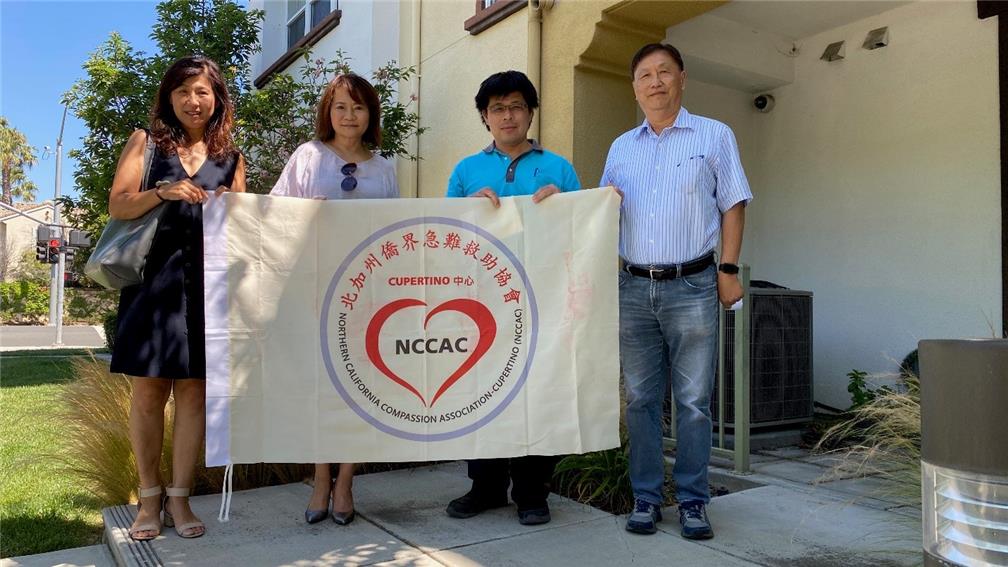 北加州僑界急難救助協會
CUPERTINO 中心
NCCAC
NORTHERN CALIFORNIA COMPASSION ASSOCIATION-CUPERTINO (NCCAC)